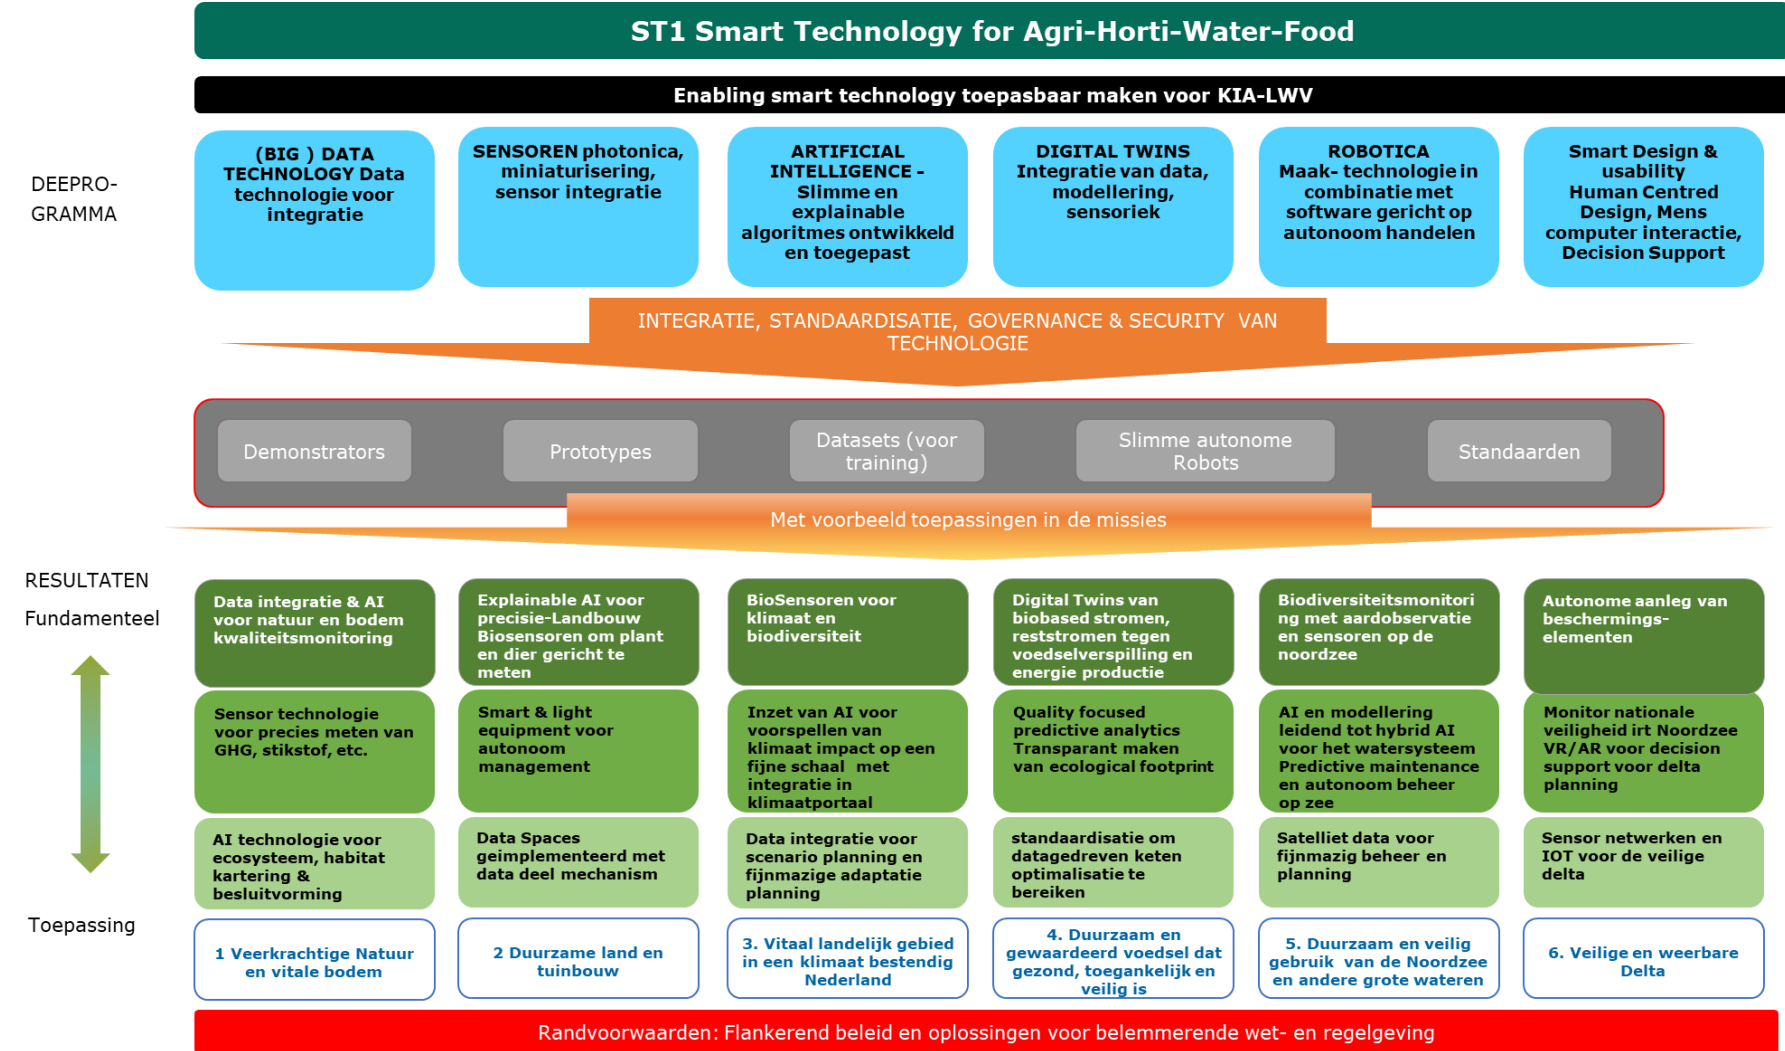 ST1 Smart Technology for Agri-Horti-Water-Food
Enabling smart technology toepasbaar maken voor KIA-LWV
DEEPRO-
GRAMMA
(BIG ) DATA
TECHNOLOGY Data
technologie voor
integratie
SENSOREN photonica,
miniaturisering,
sensor integratie
ARTIFICIAL
INTELLIGENCE -
Slimme en
explainable
algoritmes ontwikkeld
en toegepast
DIGITAL TWINS
Integratie van data,
modellering,
sensoriek
ROBOTICA
Maak- technologie in
combinatie met
software gericht op
autonoom handelen
Smart Design &
usability
Human Centred
Design, Mens
computer interactie,
Decision Support
INTEGRATIE, STANDAARDISATIE, GOVERNANCE & SECURITY VAN
TECHNOLOGIE
Demonstrators
Prototypes
Datasets (voor
training)
Slimme autonome
Robots
Standaarden
Met voorbeeld toepassingen in de missies
RESULTATEN
Fundamenteel
Data integratie & AI
voor natuur en bodem
kwaliteitsmonitoring
Explainable AI voor
precisie-Landbouw
Biosensoren om plant
en dier gericht te
meten
BioSensoren voor
klimaat en
biodiversiteit
Digital Twins van
biobased stromen,
reststromen tegen
voedselverspilling en
energie productie
Biodiversiteitsmonitori
ng met aardobservatie
en sensoren op de
noordzee
Autonome aanleg van
beschermings-
elementen
Sensor technologie
voor precies meten van
GHG, stikstof, etc.
Smart & light
equipment voor
autonoom
management
Inzet van AI voor
voorspellen van
klimaat impact op een
fijne schaal met
integratie in
klimaatportaal
Quality focused
predictive analytics
Transparant maken
van ecological footprint
AI en modellering
leidend tot hybrid AI
voor het watersysteem
Predictive maintenance
en autonoom beheer
op zee
Monitor nationale
veiligheid irt Noordzee
VR/AR voor decision
support voor delta
planning
AI technologie voor
ecosysteem, habitat
kartering &
besluitvorming
Data Spaces
geimplementeerd met
data deel mechanism
Data integratie voor
scenario planning en
fijnmazige adaptatie
planning
standaardisatie om
datagedreven keten
optimalisatie te
bereiken
Satelliet data voor
fijnmazig beheer en
planning
Sensor netwerken en
IOT voor de veilige
delta
Toepassing
1 Veerkrachtige Natuur
en vitale bodem
2 Duurzame land en
tuinbouw
3. Vitaal landelijk gebied
in een klimaat bestendig
Nederland
4. Duurzaam en
gewaardeerd voedsel dat
gezond, toegankelijk en
veilig is
5. Duurzaam en veilig
gebruik van de Noordzee
en andere grote wateren
6. Veilige en weerbare
Delta
Randvoorwaarden: Flankerend beleid en oplossingen voor belemmerende wet- en regelgeving